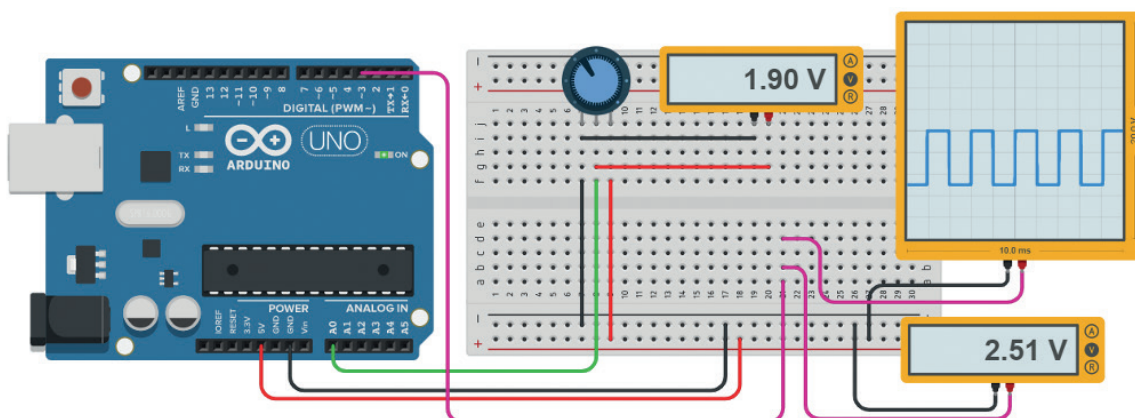 AREF
GND
13
12
~11
~10
~9
8
7
~6
~5
4
~3
2
TX→1
RX←0
DIGITAL (PWM~)
L
TX
RX
ARDUINO
UNO
ON
POWER
ANALOG IN
IOREF
RESET
3.3V
5V
GND
GND
Vin
A0
A1
A2
A3
A4
A5
1.90 V
A
V
R
10.0 ms
2.51 V
A
V
R